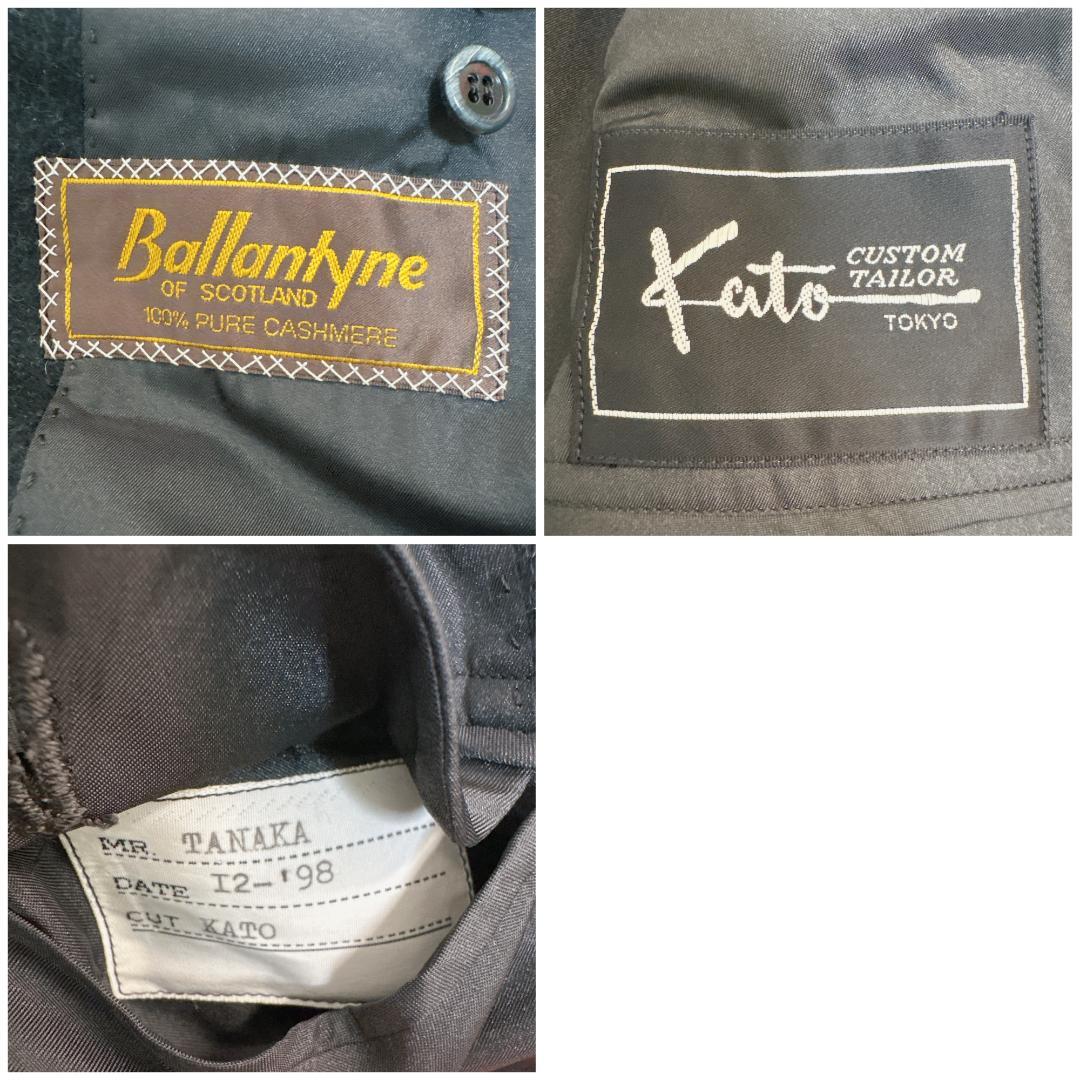 Ballantyne
OF SCOTLAND
100% PURE CASHMERE
Kato CUSTOM
TAILOR
TOKYO
MR. TANAKA
DATE I2-'98
CUT KATO